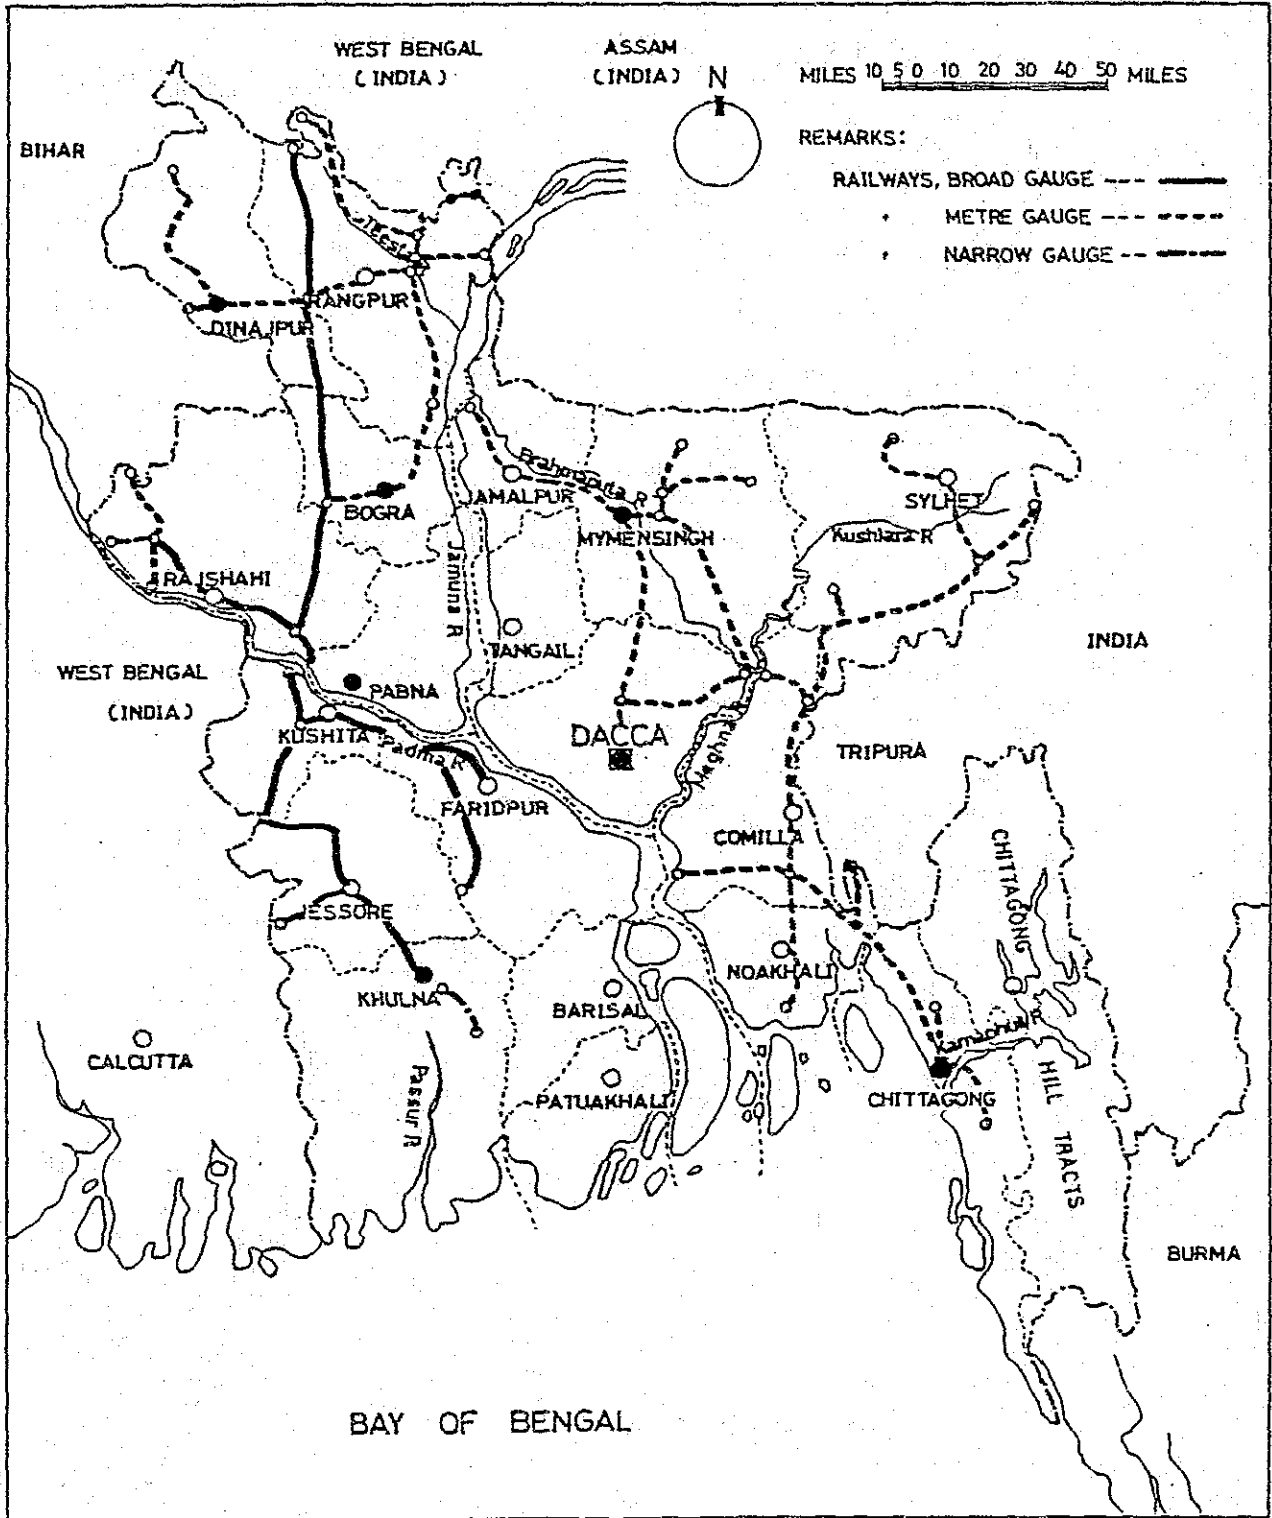 WEST BENGAL
(INDIA)
ASSAM
(INDIA)
N
MILES 10 5 0 10 20 30 40 50 MILES
BIHAR
REMARKS:
RAILWAYS, BROAD GAUGE
METRE GAUGE
NARROW GAUGE
Teesta
RANGPUR
DINAJPUR
Brahmaputa R
JAMALPUR
SYLHET
BOGRA
MYMENSINGH
Kushiara R
Jamuna R
RAJSHAHI
TANGAIL
INDIA
WEST BENGAL
(INDIA)
PABNA
KUSHITA
DACCA
Padma R
Meghna R
TRIPURA
FARIDPUR
COMILLA
CHITTAGONG
JESSORE
NOAKHALI
KHULNA
BARISAL
CALCUTTA
Karnaphuli R
Passur R
PATUAKHALI
CHITTAGONG
HILL TRACTS
BURMA
BAY OF BENGAL